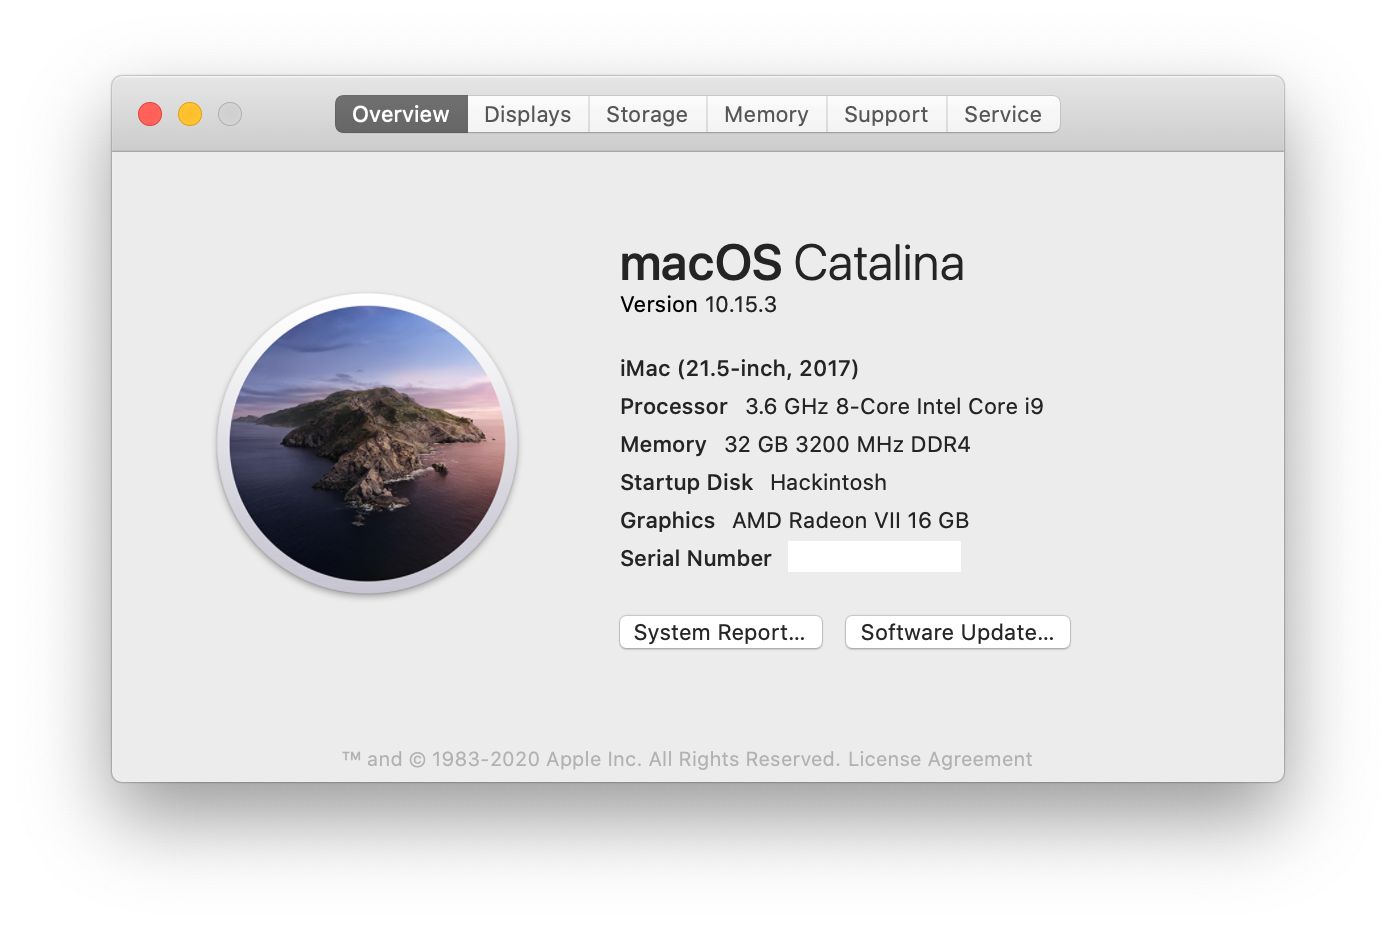 Overview Displays Storage Memory Support Service
macOS Catalina
Version 10.15.3
iMac (21.5-inch, 2017)
Processor 3.6 GHz 8-Core Intel Core i9
Memory 32 GB 3200 MHz DDR4
Startup Disk Hackintosh
Graphics AMD Radeon VII 16 GB
Serial Number
System Report... Software Update...
™ and © 1983-2020 Apple Inc. All Rights Reserved. License Agreement